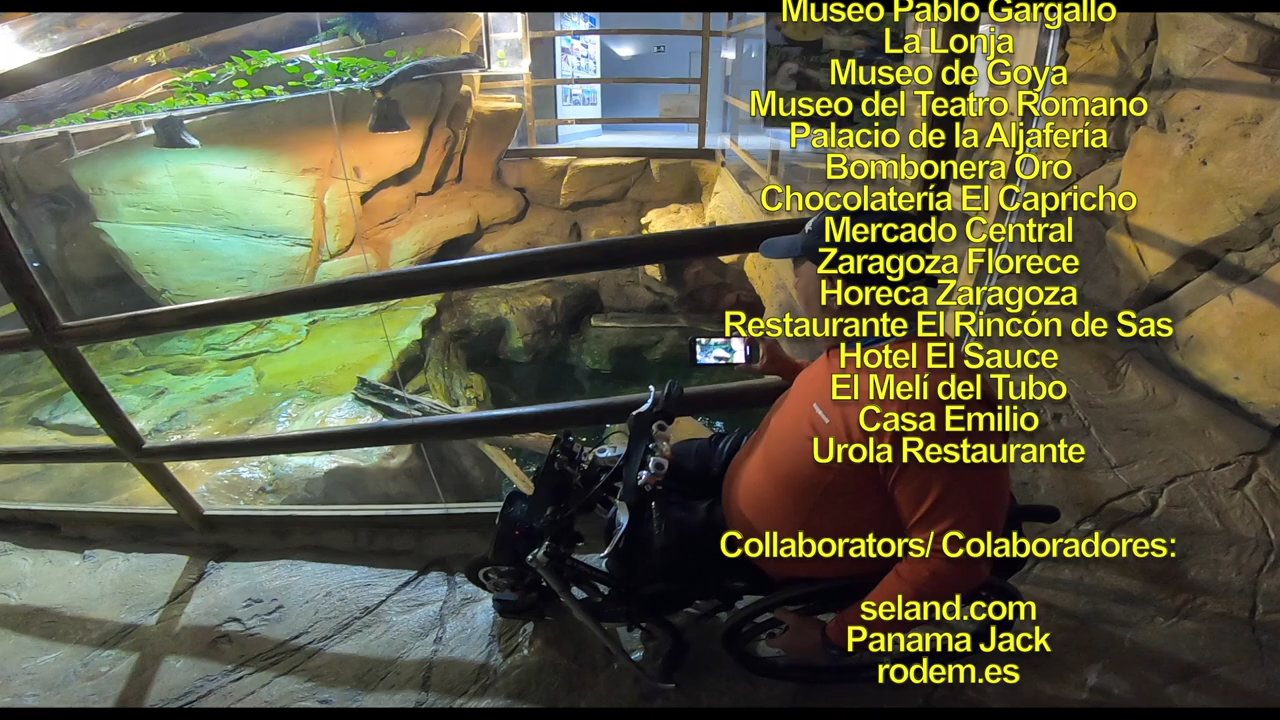 Museo Pablo Gargallo
La Lonja
Museo de Goya
Museo del Teatro Romano
Palacio de la Aljafería
Bombonera Oro
Chocolatería El Capricho
Mercado Central
Zaragoza Florece
Horeca Zaragoza
Restaurante El Rincón de Sas
Hotel El Sauce
El Melí del Tubo
Casa Emilio
Urola Restaurante
Collaborators/ Colaboradores:
seland.com
Panama Jack
rodem.es